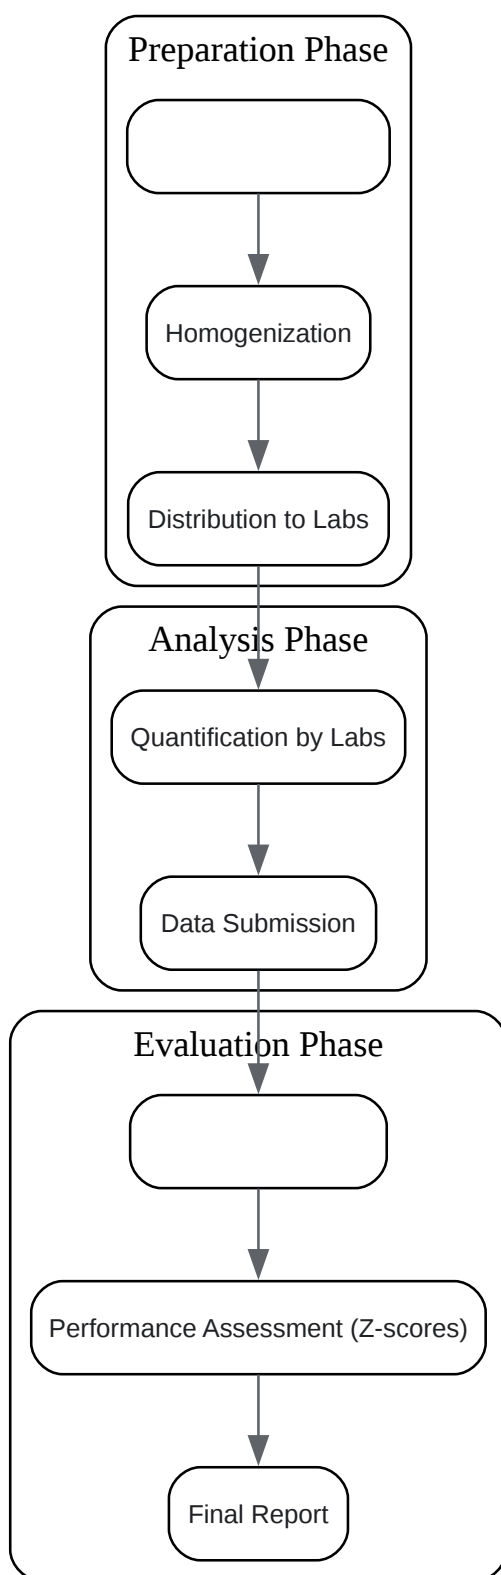 Preparation Phase
Homogenization
Distribution to Labs
Analysis Phase
Quantification by Labs
Data Submission
Evaluation Phase
Performance Assessment (Z-scores)
Final Report